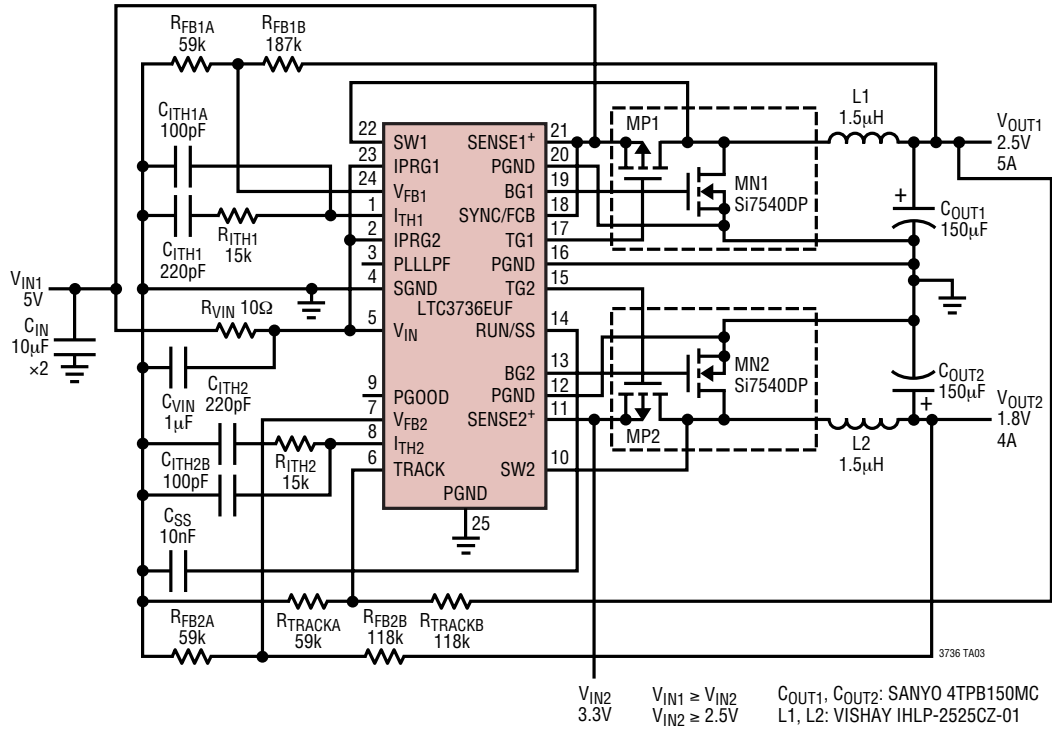 RFB1A
59k
RFB1B
187k
CITH1A
100pF
CITH1
220pF
RITH1
15k
VIN1
5V
CIN
10µF
×2
RVIN 10Ω
CVIN
1µF
CITH2
220pF
CITH2B
100pF
RITH2
15k
CSS
10nF
RFB2A
59k
RTRACKA
59k
RFB2B
118k
RTRACKB
118k
22 SW1
23 IPRG1
24 VFB1
1 ITH1
2 IPRG2
3 PLLLPF
4 SGND
5 VIN
9 PGOOD
7 VFB2
8 ITH2
6 TRACK
LTC3736EUF
SENSE1+ 21
PGND 20
BG1 19
SYNC/FCB 18
TG1 17
PGND 16
TG2 15
RUN/SS 14
BG2 13
PGND 12
SENSE2+ 11
SW2 10
PGND
25
MP1
MN1
Si7540DP
L1
1.5µH
VOUT1
2.5V
5A
+
COUT1
150µF
MN2
Si7540DP
MP2
L2
1.5µH
COUT2
150µF
+
VOUT2
1.8V
4A
3736 TA03
VIN2
3.3V
VIN1 ≥ VIN2
VIN2 ≥ 2.5V
COUT1, COUT2: SANYO 4TPB150MC
L1, L2: VISHAY IHLP-2525CZ-01